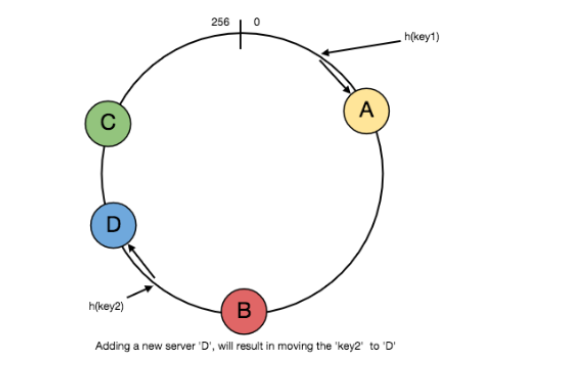 256 0
h(key1)
A
C
D
B
h(key2)
Adding a new server 'D', will result in moving the 'key2' to 'D'